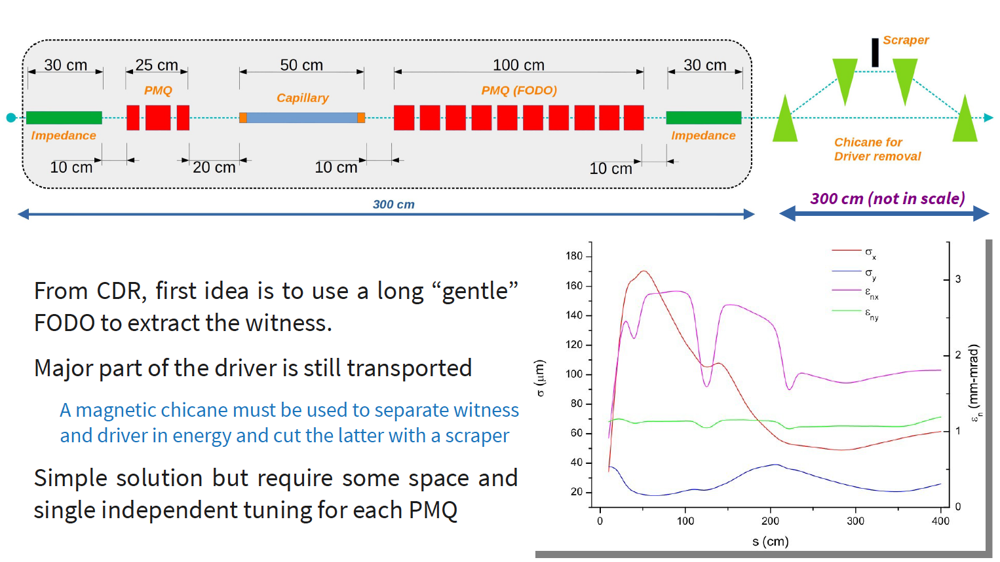 30 cm
25 cm
50 cm
100 cm
30 cm
Scraper
PMQ
Capillary
PMQ (FODO)
Impedance
Impedance
Chicane for
Driver removal
10 cm
20 cm
10 cm
10 cm
300 cm
300 cm (not in scale)
From CDR, first idea is to use a long “gentle”
FODO to extract the witness.
Major part of the driver is still transported
A magnetic chicane must be used to separate witness
and driver in energy and cut the latter with a scraper
Simple solution but require some space and
single independent tuning for each PMQ
180
160
140
120
100
80
60
40
20
σ (μm)
0
100
200
300
400
s (cm)
3
2
1
0
εn (mm-mrad)
σx
σy
εnx
εny